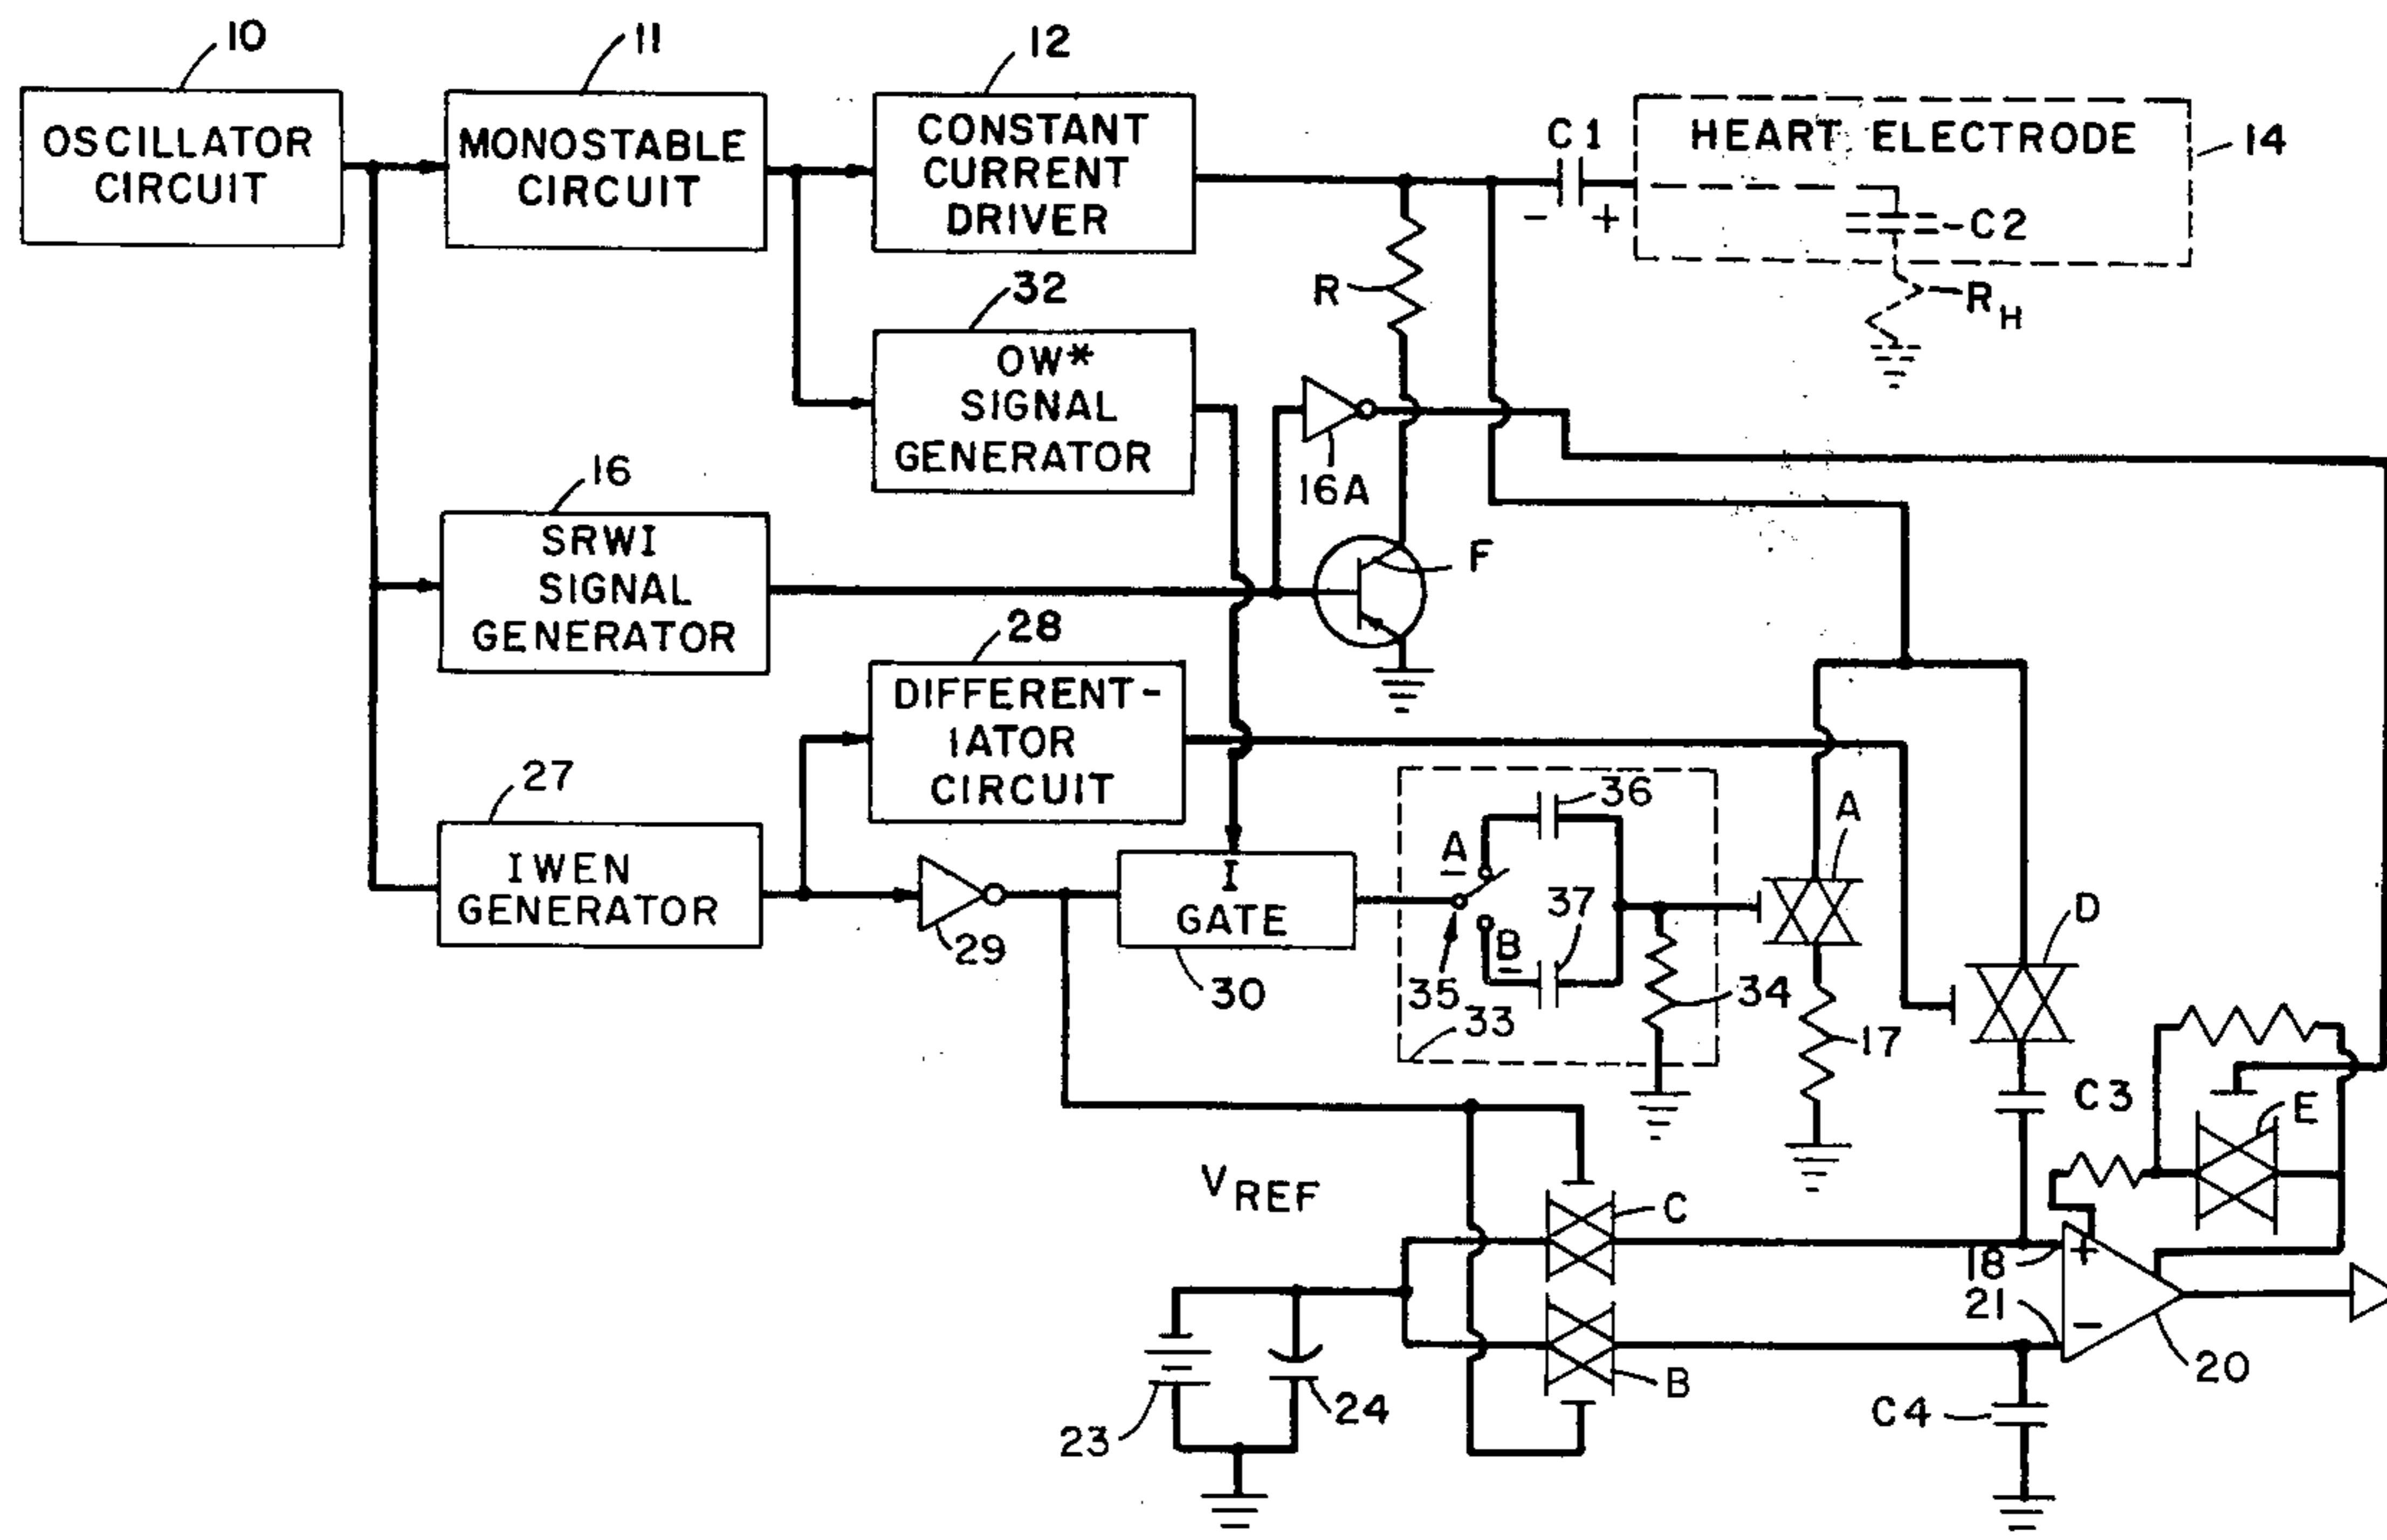 10
11
12
OSCILLATOR
CIRCUIT
MONOSTABLE
CIRCUIT
CONSTANT
CURRENT
DRIVER
C1
- +
HEART ELECTRODE
14
C2
RH
R
32
OW*
SIGNAL
GENERATOR
16A
16
SRWI
SIGNAL
GENERATOR
F
28
DIFFERENT-
IATOR
CIRCUIT
27
IWEN
GENERATOR
29
I
GATE
30
36
A
37
B
35
33
34
A
17
D
C3
E
VREF
C
B
18
+
21
-
20
23
24
C4